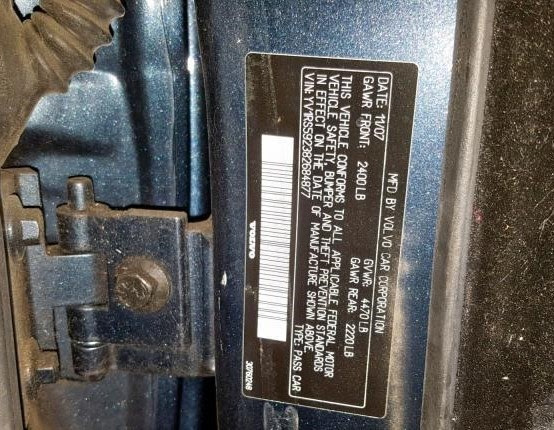 MFD BY VOLVO CAR CORPORATION
DATE: 11/07 GVWR: 4470 LB
GAWR FRONT: 2400 LB GAWR REAR: 2220 LB
THIS VEHICLE CONFORMS TO ALL APPLICABLE FEDERAL MOTOR
VEHICLE SAFETY, BUMPER AND THEFT PREVENTION STANDARDS
IN EFFECT ON THE DATE OF MANUFACTURE SHOWN ABOVE.
VIN: YV1RS592382684877 TYPE: PASS CAR
VOLVO
30762248